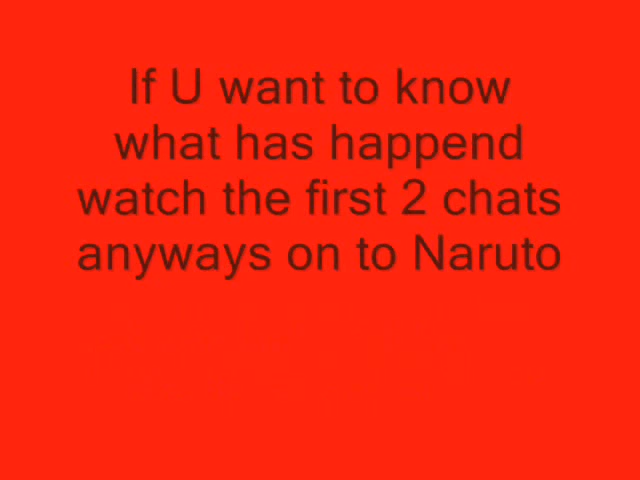 If U want to know
what has happend
watch the first 2 chats
anyways on to Naruto